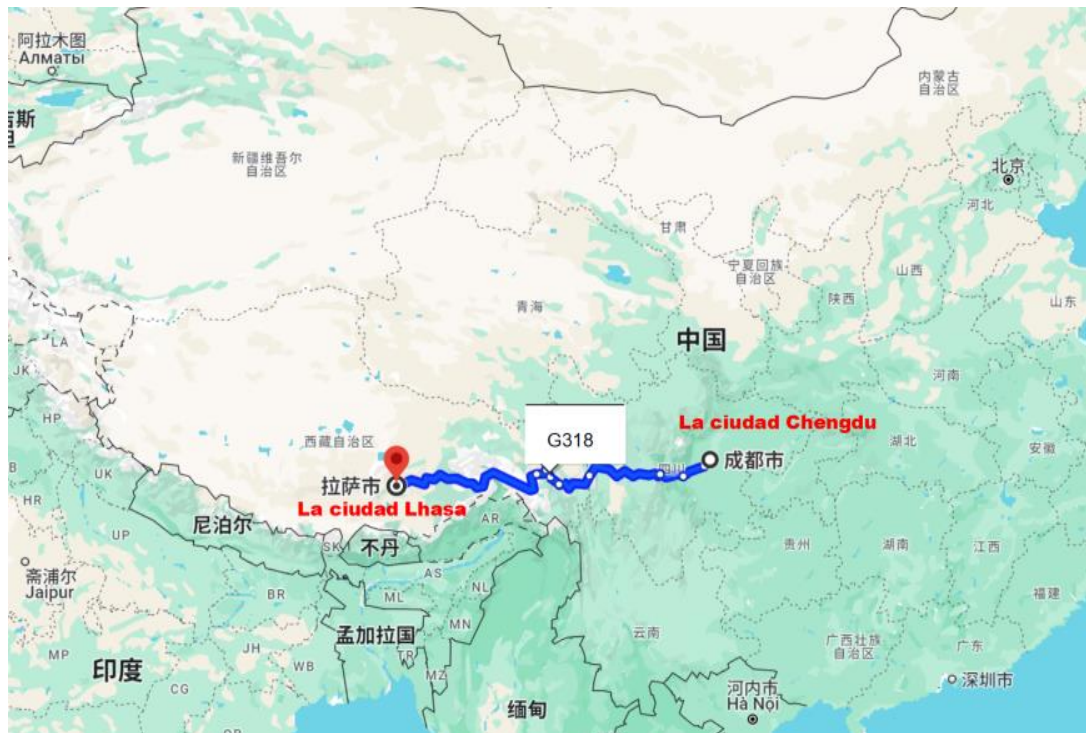 阿拉木图
Алматы
内蒙古
自治区
吉斯
新疆维吾尔
自治区
北京
河北
甘肃
宁夏回族
自治区
山西
陕西
山东
青海
中国
LA
JK
HP
河南
G318
La ciudad Chengdu
西藏自治区
四川
成都市
湖北
安徽
拉萨市
La ciudad Lhasa
UK
HR
UP
尼泊尔
SK
不丹
AR
AS
NL
贵州
湖南
江西
斋浦尔
Jaipur
BR
ML
MN
福建
孟加拉国
TR
云南
广西壮族
自治区
广东
MP
印度
JH
WB
MZ
CG
缅甸
河内市
Hà Nội
深圳市